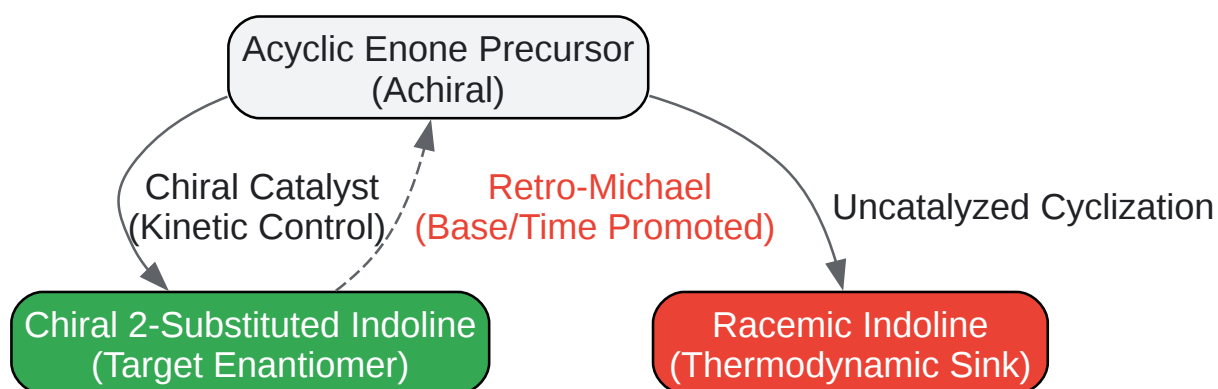 Acyclic Enone Precursor
(Achiral)
Chiral Catalyst
(Kinetic Control)
Retro-Michael
(Base/Time Promoted)
Uncatalyzed Cyclization
Chiral 2-Substituted Indoline
(Target Enantiomer)
Racemic Indoline
(Thermodynamic Sink)